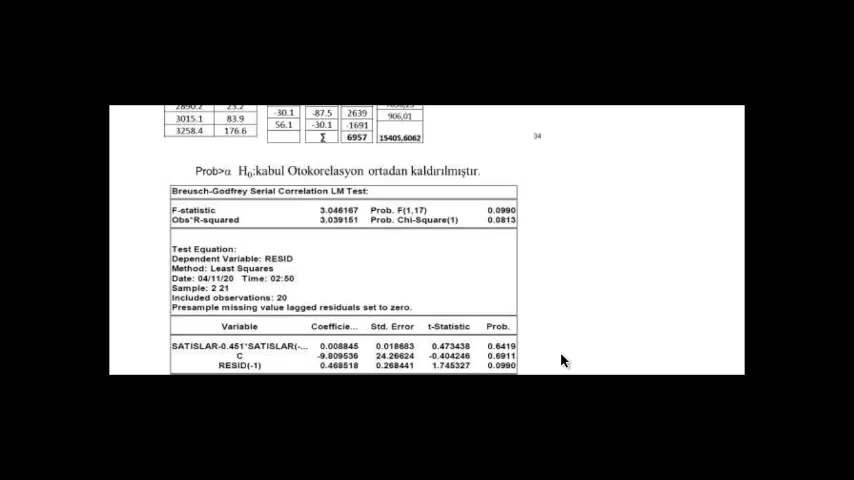 2890.2 23.2
3015.1 83.9 -30.1 -87.5 2639 906,01
3258.4 176.6 56.1 -30.1 -1691
Σ 6957 15405,6062
34
Prob>α H₀:kabul Otokorelasyon ortadan kaldırılmıştır.
Breusch-Godfrey Serial Correlation LM Test:
F-statistic 3.046167 Prob. F(1,17) 0.0990
Obs*R-squared 3.039151 Prob. Chi-Square(1) 0.0813
Test Equation:
Dependent Variable: RESID
Method: Least Squares
Date: 04/11/20 Time: 02:50
Sample: 2 21
Included observations: 20
Presample missing value lagged residuals set to zero.
Variable Coefficie... Std. Error t-Statistic Prob.
SATISLAR-0.451*SATISLAR(-... 0.008845 0.018683 0.473438 0.6419
C -9.809536 24.26624 -0.404246 0.6911
RESID(-1) 0.468518 0.268441 1.745327 0.0990